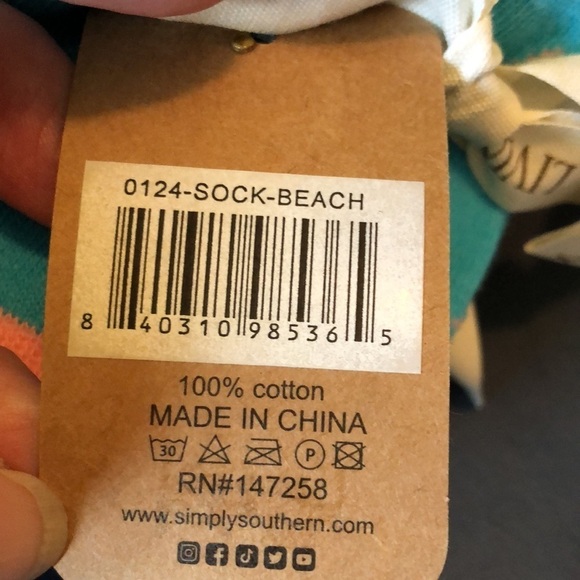 0124-SOCK-BEACH
8 40310 98536 5
100% cotton
MADE IN CHINA
30 P
RN#147258
www.simplysouthern.com